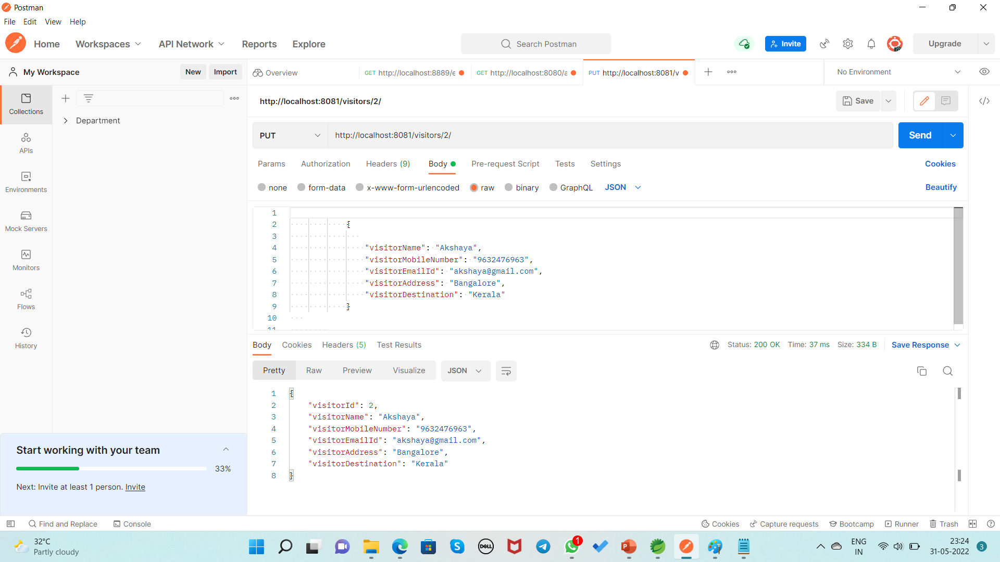 Postman
File Edit View Help
Home Workspaces API Network Reports Explore Search Postman Invite Upgrade
My Workspace New Import Overview GET http://localhost:8889/e GET http://localhost:8080/a PUT http://localhost:8081/v No Environment
Collections
Department
APIs
Environments
Mock Servers
Monitors
Flows
History
http://localhost:8081/visitors/2/ Save
PUT http://localhost:8081/visitors/2/ Send
Params Authorization Headers (9) Body Pre-request Script Tests Settings Cookies
none form-data x-www-form-urlencoded raw binary GraphQL JSON Beautify
1
2 {
3
4 "visitorName": "Akshaya",
5 "visitorMobileNumber": "9632476963",
6 "visitorEmailId": "akshaya@gmail.com",
7 "visitorAddress": "Bangalore",
8 "visitorDestination": "Kerala"
9 }
10
11
Body Cookies Headers (5) Test Results Status: 200 OK Time: 37 ms Size: 334 B Save Response
Pretty Raw Preview Visualize JSON
1 {
2 "visitorId": 2,
3 "visitorName": "Akshaya",
4 "visitorMobileNumber": "9632476963",
5 "visitorEmailId": "akshaya@gmail.com",
6 "visitorAddress": "Bangalore",
7 "visitorDestination": "Kerala"
8 }
Start working with your team
33%
Next: Invite at least 1 person. Invite
Find and Replace Console Cookies Capture requests Bootcamp Runner Trash
32°C
Partly cloudy
DELL
1
ENG
IN
23:24
31-05-2022
3